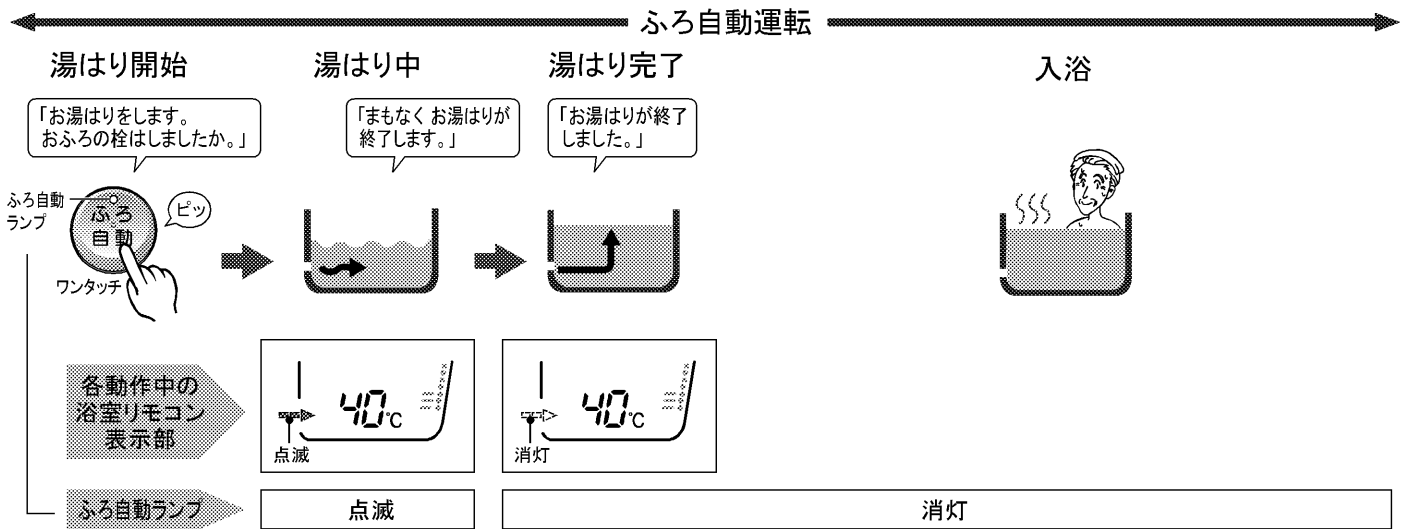 ふろ自動運転
湯はり開始
湯はり中
湯はり完了
入浴
「お湯はりをします。
おふろの栓はしましたか。」
「まもなく お湯はりが
終了します。」
「お湯はりが終了
しました。」
ふろ自動
ランプ
ふろ
自動
ピッ
ワンタッチ
各動作中の
浴室リモコン
表示部
40℃
点滅
40℃
消灯
ふろ自動ランプ
点滅
消灯